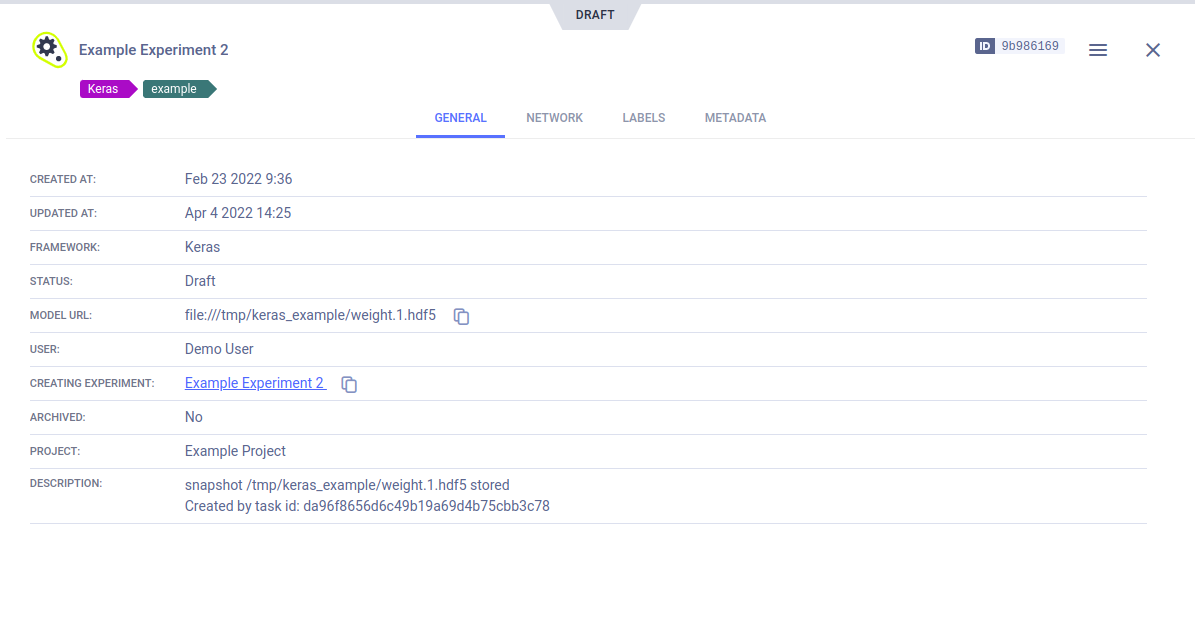 DRAFT
Example Experiment 2
ID 9b986169
Keras example
GENERAL NETWORK LABELS METADATA
CREATED AT: Feb 23 2022 9:36
UPDATED AT: Apr 4 2022 14:25
FRAMEWORK: Keras
STATUS: Draft
MODEL URL: file:///tmp/keras_example/weight.1.hdf5
USER: Demo User
CREATING EXPERIMENT: Example Experiment 2
ARCHIVED: No
PROJECT: Example Project
DESCRIPTION: snapshot /tmp/keras_example/weight.1.hdf5 stored
Created by task id: da96f8656d6c49b19a69d4b75cbb3c78